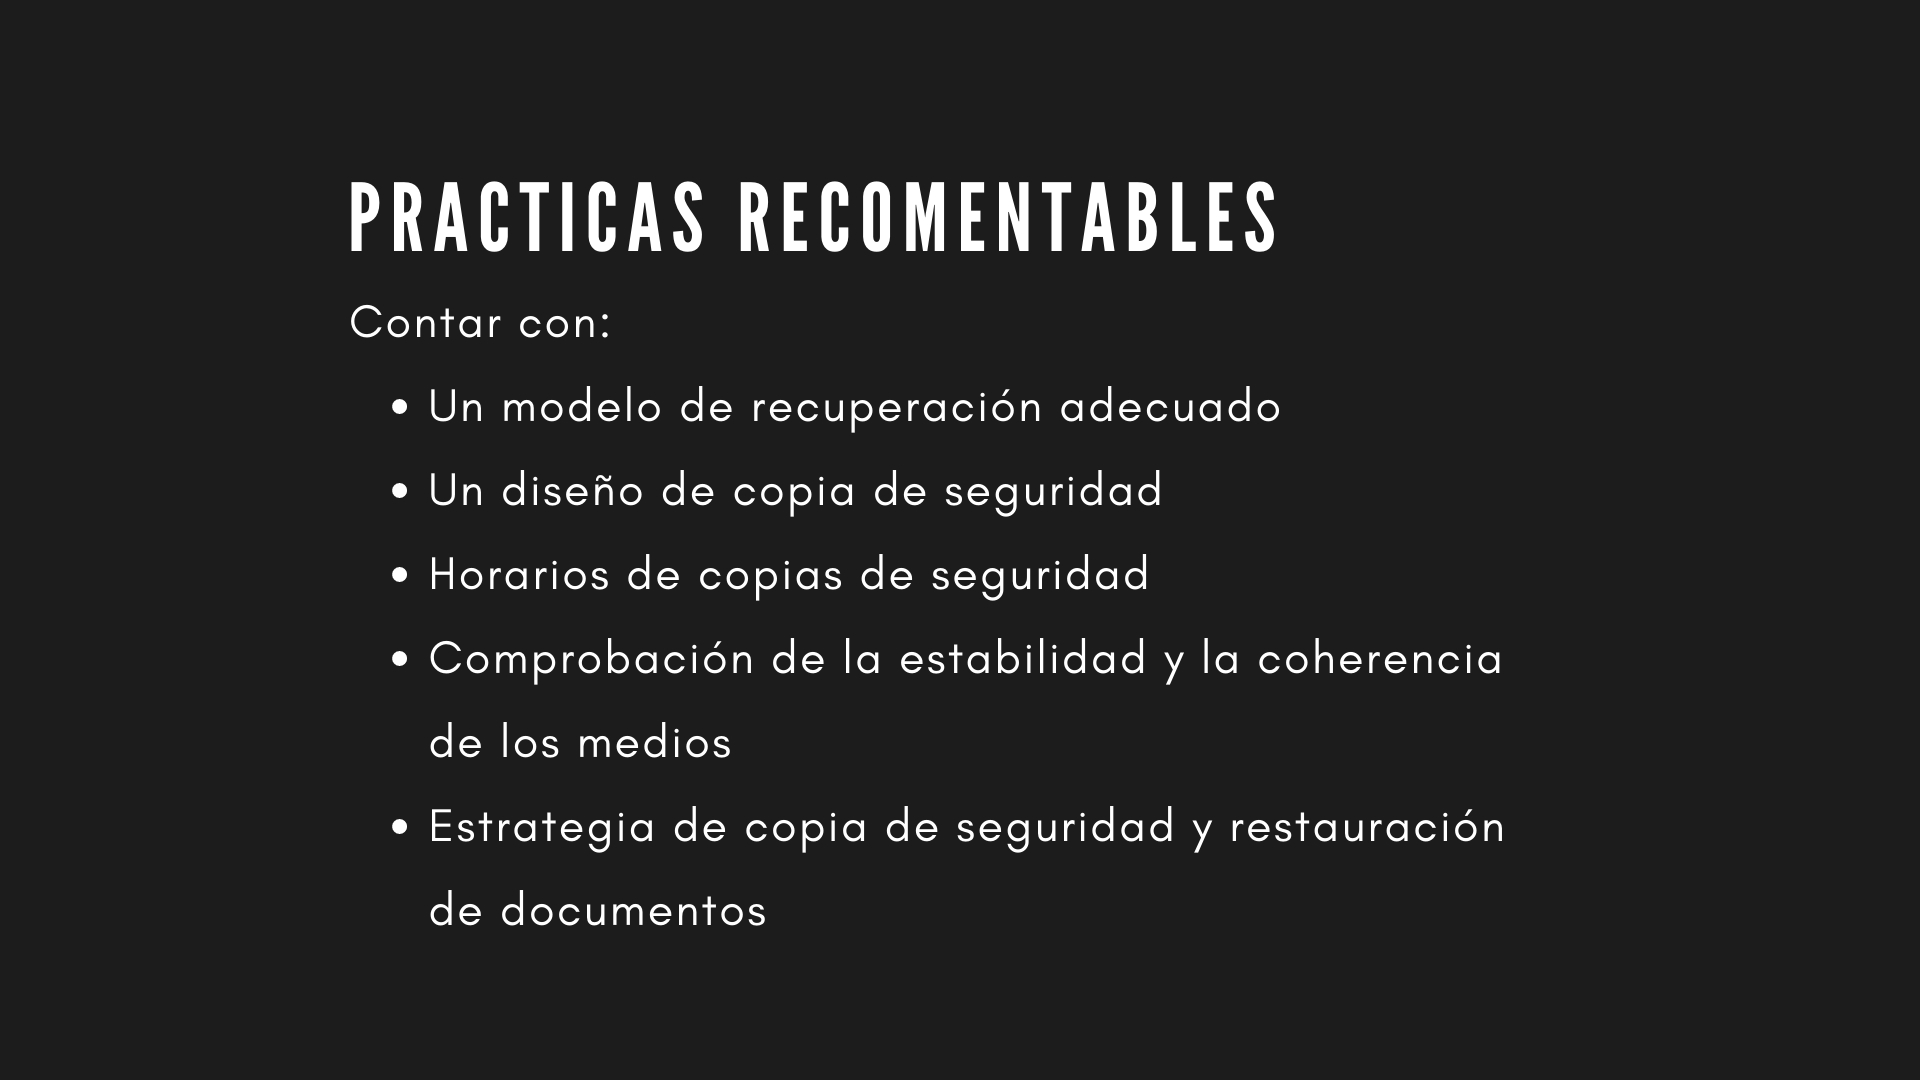 PRACTICAS RECOMENTABLES
Contar con:
• Un modelo de recuperación adecuado
• Un diseño de copia de seguridad
• Horarios de copias de seguridad
• Comprobación de la estabilidad y la coherencia
de los medios
• Estrategia de copia de seguridad y restauración
de documentos